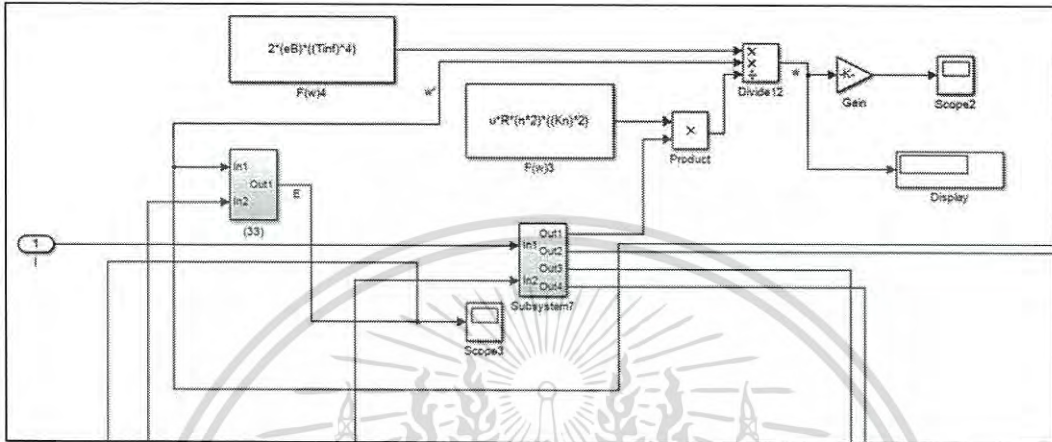 2*(eB)*((Tinf)^4)
F(w)4
w'
u*R*(n^2)*((Kn)^2)
F(w)3
×
Product
×
×
÷
Divide12
w
-K-
Gain
Scope2
Display
In1
In2
Out1
(33)
E
1
I
In1
In2
Out1
Out2
Out3
Out4
Subsystem7
Scope3